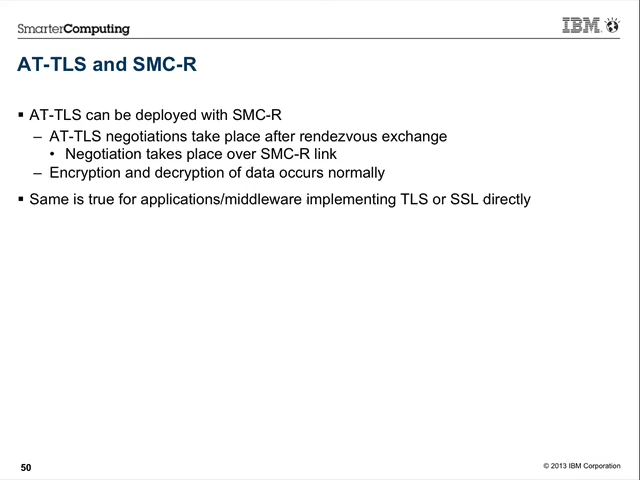 SmarterComputing
IBM
AT-TLS and SMC-R
▪ AT-TLS can be deployed with SMC-R
– AT-TLS negotiations take place after rendezvous exchange
• Negotiation takes place over SMC-R link
– Encryption and decryption of data occurs normally
▪ Same is true for applications/middleware implementing TLS or SSL directly
50
© 2013 IBM Corporation